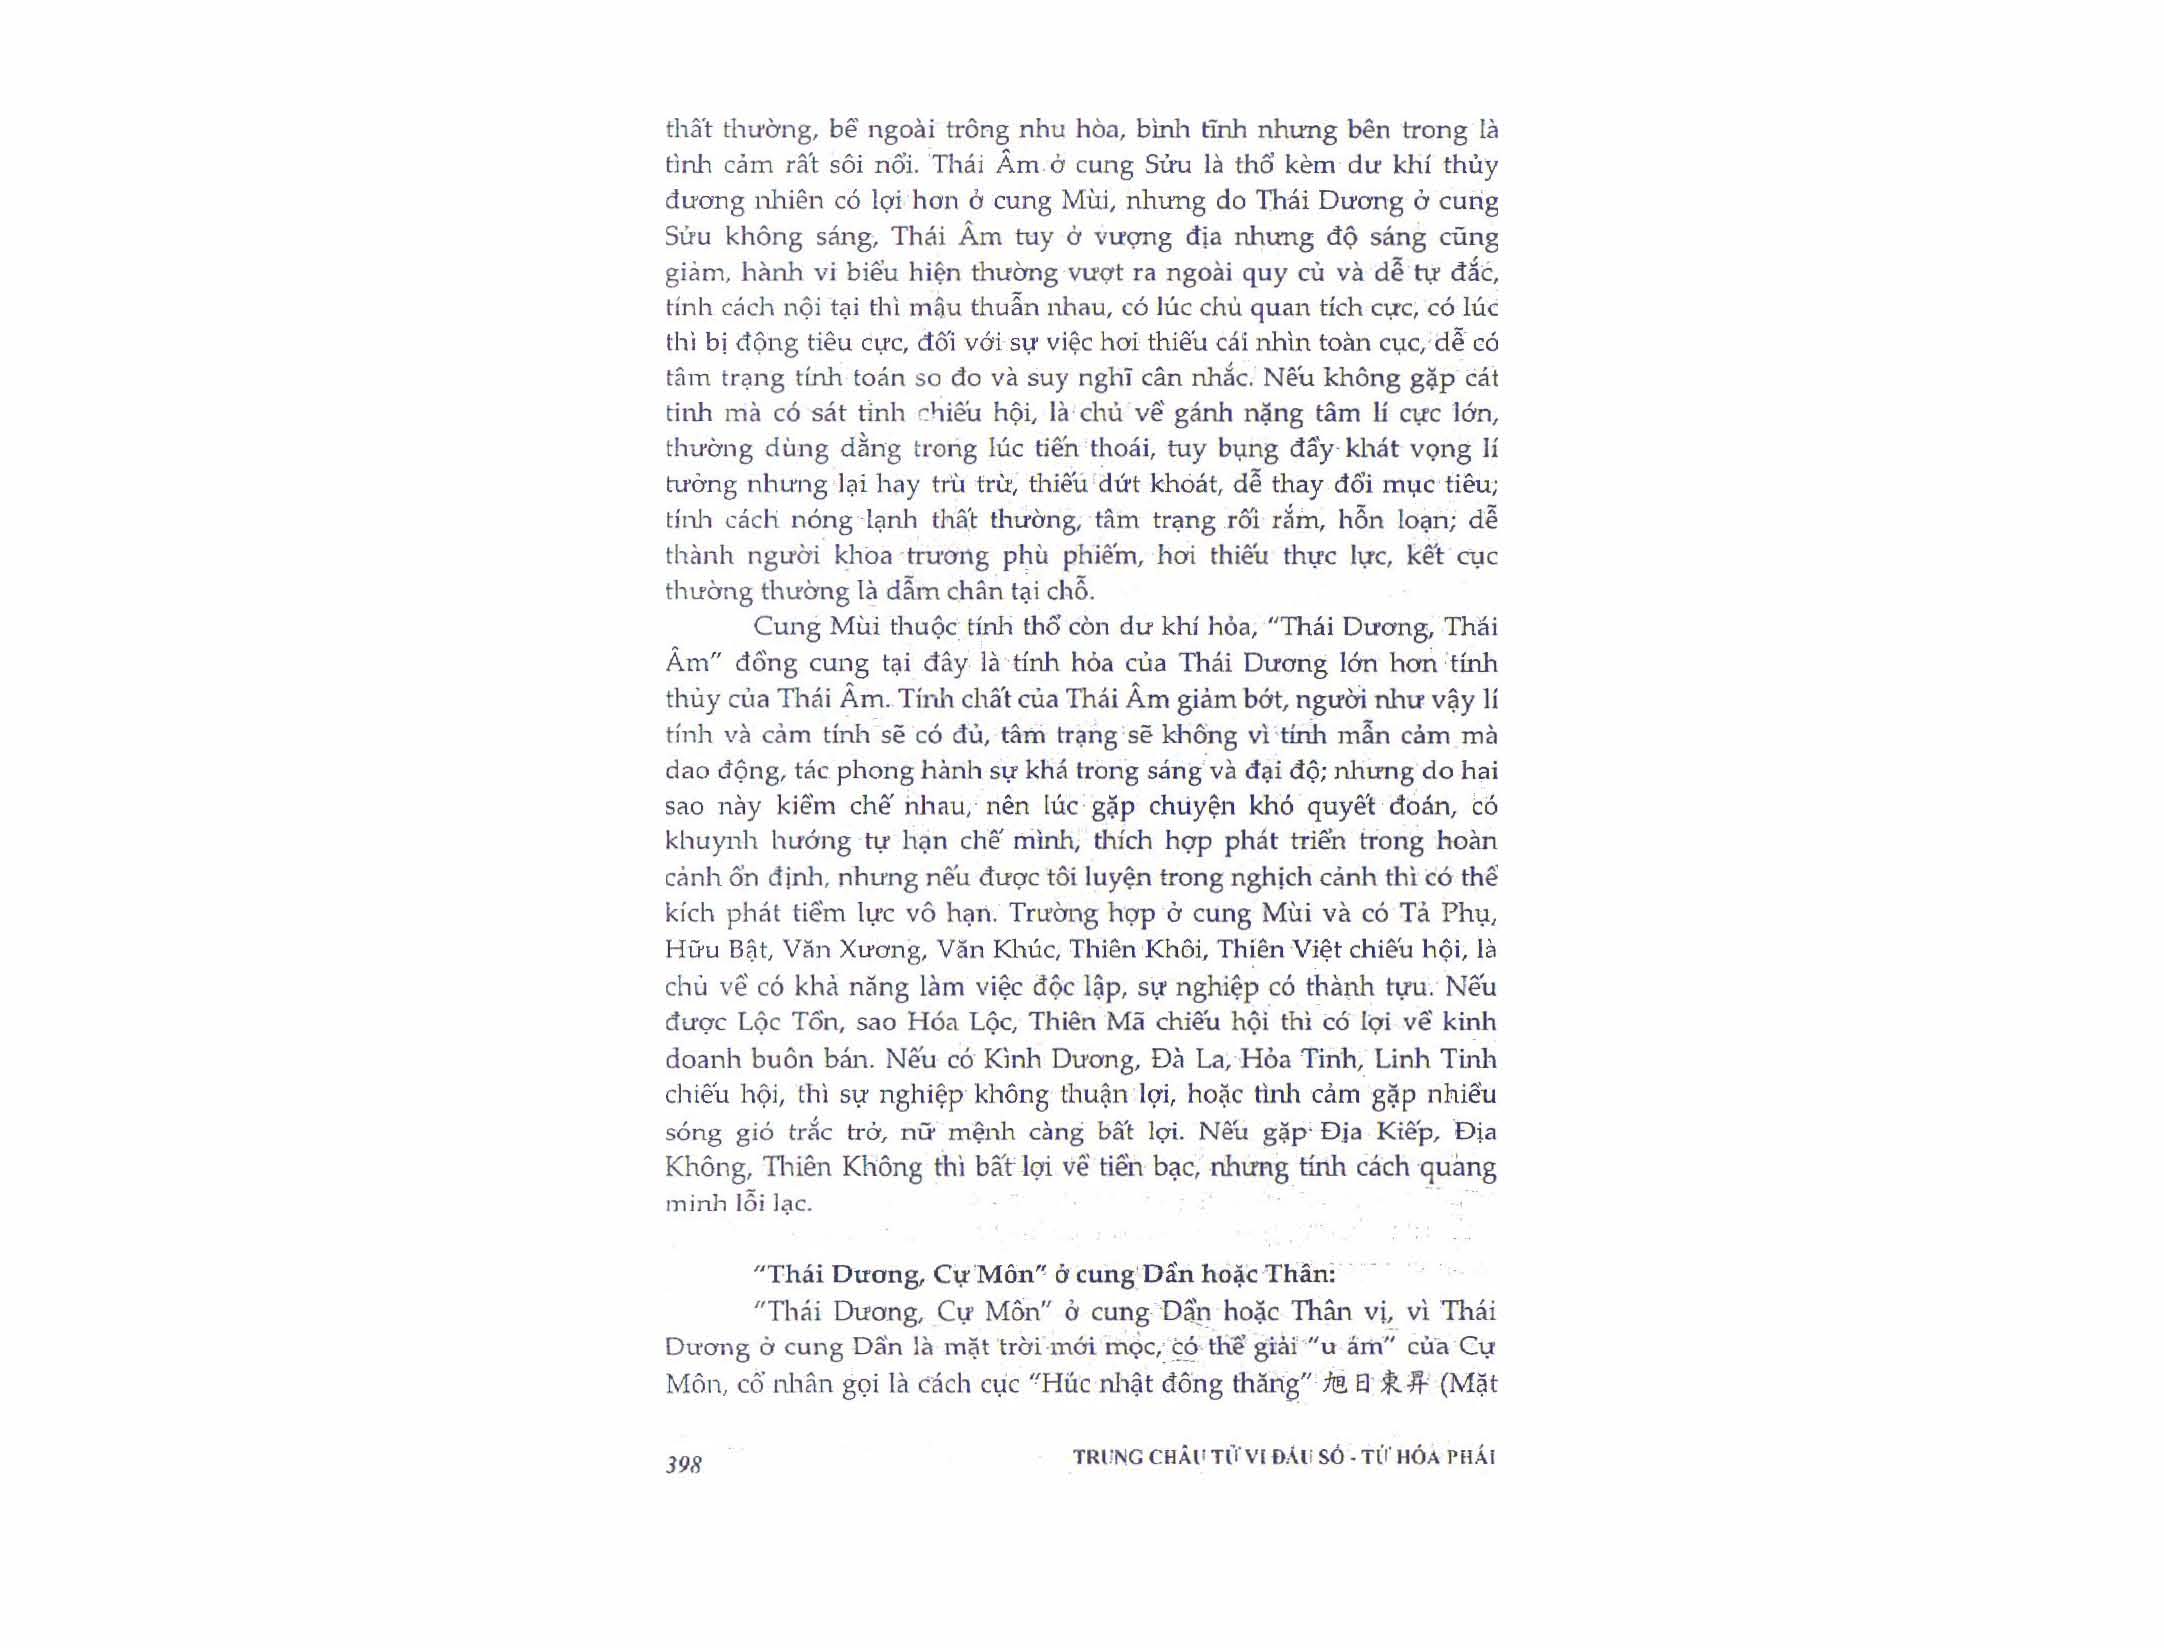 thất thường, bề ngoài trông nhu hòa, bình tĩnh nhưng bên trong là
tình cảm rất sôi nổi. Thái Âm ở cung Sửu là thổ kèm dư khí thủy
đương nhiên có lợi hơn ở cung Mùi, nhưng do Thái Dương ở cung
Sửu không sáng, Thái Âm tuy ở vượng địa nhưng độ sáng cũng
giảm, hành vi biểu hiện thường vượt ra ngoài quy củ và dễ tự đắc,
tính cách nội tại thì mâu thuẫn nhau, có lúc chủ quan tích cực, có lúc
thì bị động tiêu cực, đối với sự việc hơi thiếu cái nhìn toàn cục, dễ có
tâm trạng tính toán so đo và suy nghĩ cân nhắc. Nếu không gặp cát
tinh mà có sát tinh chiếu hội, là chủ về gánh nặng tâm lí cực lớn,
thường dùng dằng trong lúc tiến thoái, tuy bụng đầy khát vọng lí
tưởng nhưng lại hay trù trừ, thiếu dứt khoát, dễ thay đổi mục tiêu;
tính cách nóng lạnh thất thường, tâm trạng rối rắm, hỗn loạn; dễ
thành người khoa trương phù phiếm, hơi thiếu thực lực, kết cục
thường thường là dẫm chân tại chỗ.
Cung Mùi thuộc tính thổ còn dư khí hỏa, "Thái Dương, Thái
Âm" đồng cung tại đây là tính hỏa của Thái Dương lớn hơn tính
thủy của Thái Âm. Tính chất của Thái Âm giảm bớt, người như vậy lí
tính và cảm tính sẽ có đủ, tâm trạng sẽ không vì tính mẫn cảm mà
dao động, tác phong hành sự khá trong sáng và đại độ; nhưng do hai
sao này kiềm chế nhau, nên lúc gặp chuyện khó quyết đoán, có
khuynh hướng tự hạn chế mình, thích hợp phát triển trong hoàn
cảnh ổn định, nhưng nếu được tôi luyện trong nghịch cảnh thì có thể
kích phát tiềm lực vô hạn. Trường hợp ở cung Mùi và có Tả Phụ,
Hữu Bật, Văn Xương, Văn Khúc, Thiên Khôi, Thiên Việt chiếu hội, là
chủ về có khả năng làm việc độc lập, sự nghiệp có thành tựu. Nếu
được Lộc Tồn, sao Hóa Lộc, Thiên Mã chiếu hội thì có lợi về kinh
doanh buôn bán. Nếu có Kình Dương, Đà La, Hỏa Tinh, Linh Tinh
chiếu hội, thì sự nghiệp không thuận lợi, hoặc tình cảm gặp nhiều
sóng gió trắc trở, nữ mệnh càng bất lợi. Nếu gặp Địa Kiếp, Địa
Không, Thiên Không thì bất lợi về tiền bạc, nhưng tính cách quảng
minh lỗi lạc.
"Thái Dương, Cự Môn" ở cung Dần hoặc Thân:
"Thái Dương, Cự Môn" ở cung Dần hoặc Thân vị, vì Thái
Dương ở cung Dần là mặt trời mới mọc, có thể giải "u ám" của Cự
Môn, cổ nhân gọi là cách cục "Húc nhật đông thăng" 旭日東昇 (Mặt
398 TRUNG CHÂU TỬ VI ĐẨU SỐ - TỨ HÓA PHÁI